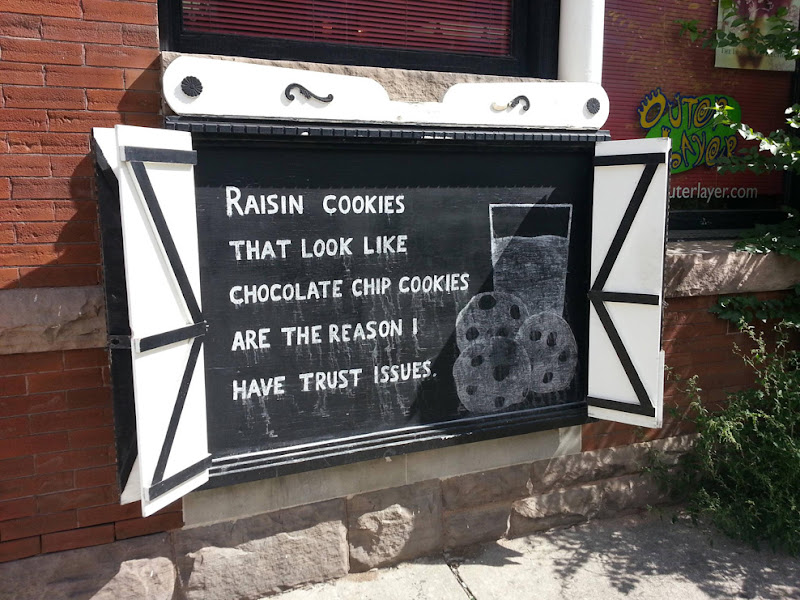 RAISIN COOKIES
THAT LOOK LIKE
CHOCOLATE CHIP COOKIES
ARE THE REASON I
HAVE TRUST ISSUES.
OUTER
LAYER
uterlayer.com